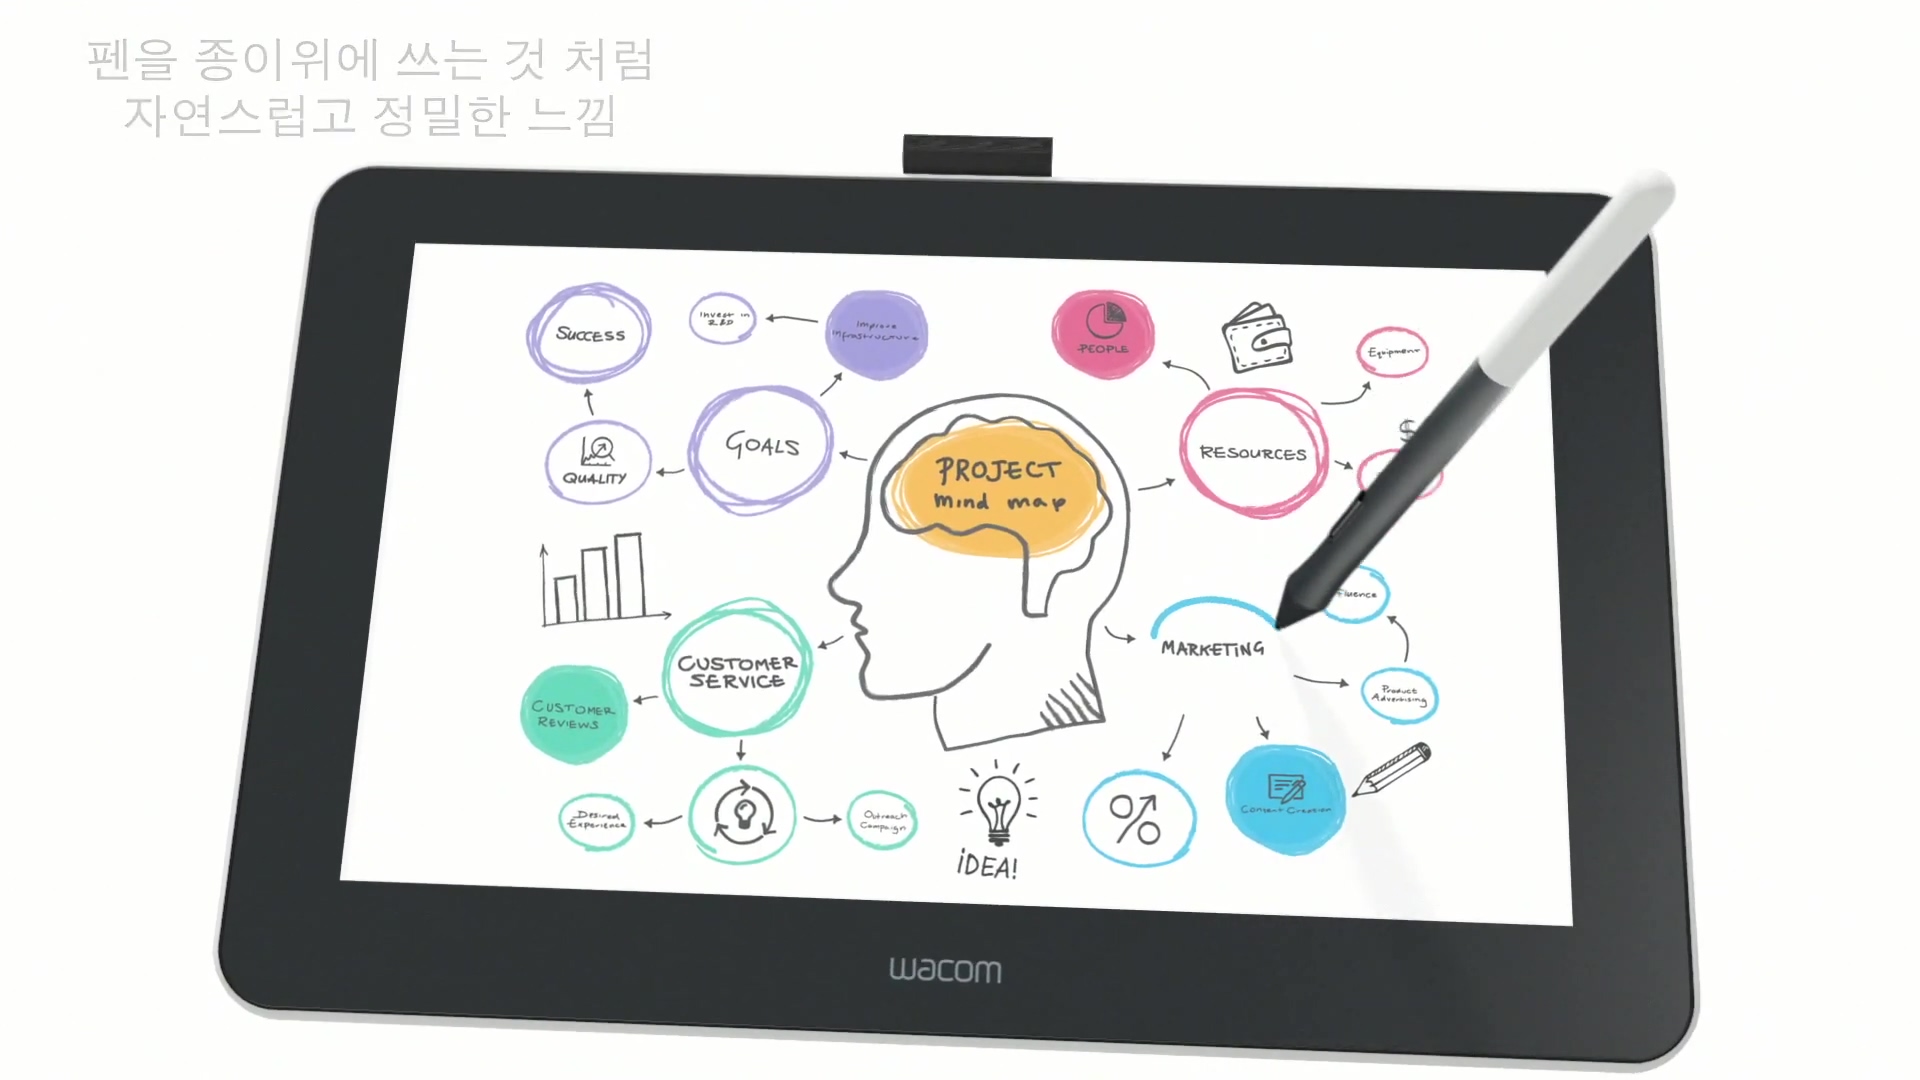 펜을 종이위에 쓰는 것 처럼
자연스럽고 정밀한 느낌
SUCCESS
Invest in
R&D
Improve
Infrastructure
PEOPLE
Equipment
$
GOALS
QUALITY
PROJECT
mind map
RESOURCES
fluence
MARKETING
CUSTOMER
SERVICE
CUSTOMER
REVIEWS
Product
Advertising
Desired
Experience
Outreach
Campaign
Content Creation
iDEA!
wacom